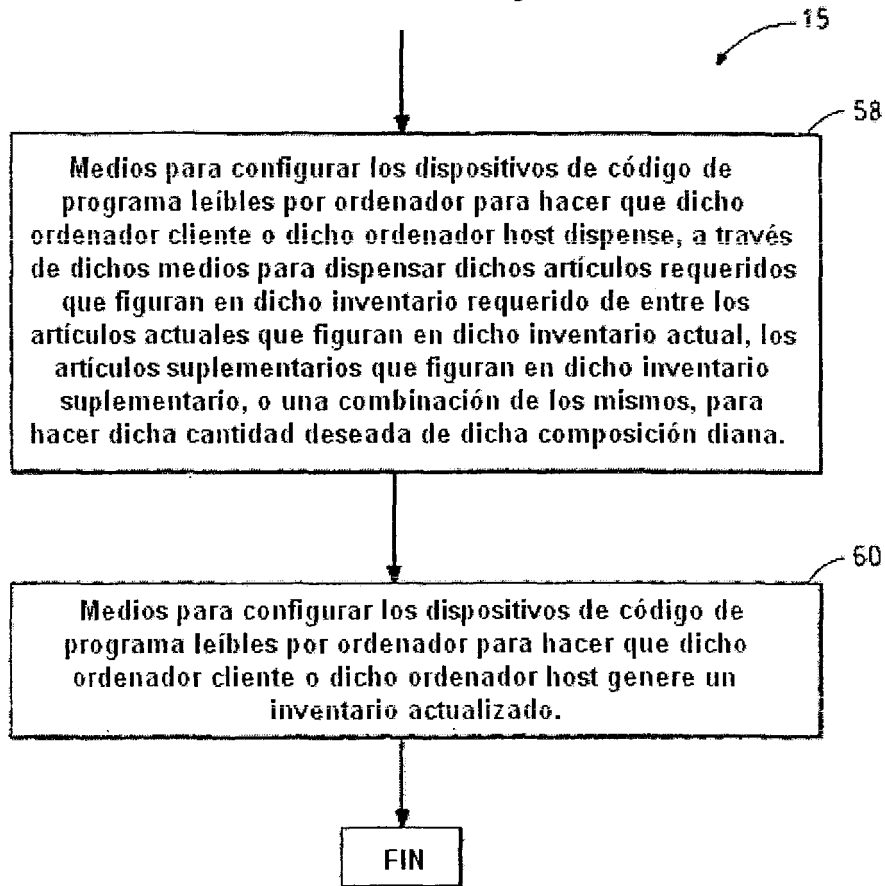 15
58
Medios para configurar los dispositivos de código de
programa leíbles por ordenador para hacer que dicho
ordenador cliente o dicho ordenador host dispense, a través
de dichos medios para dispensar dichos artículos requeridos
que figuran en dicho inventario requerido de entre los
artículos actuales que figuran en dicho inventario actual, los
artículos suplementarios que figuran en dicho inventario
suplementario, o una combinación de los mismos, para
hacer dicha cantidad deseada de dicha composición diana.
60
Medios para configurar los dispositivos de código de
programa leíbles por ordenador para hacer que dicho
ordenador cliente o dicho ordenador host genere un
inventario actualizado.
FIN